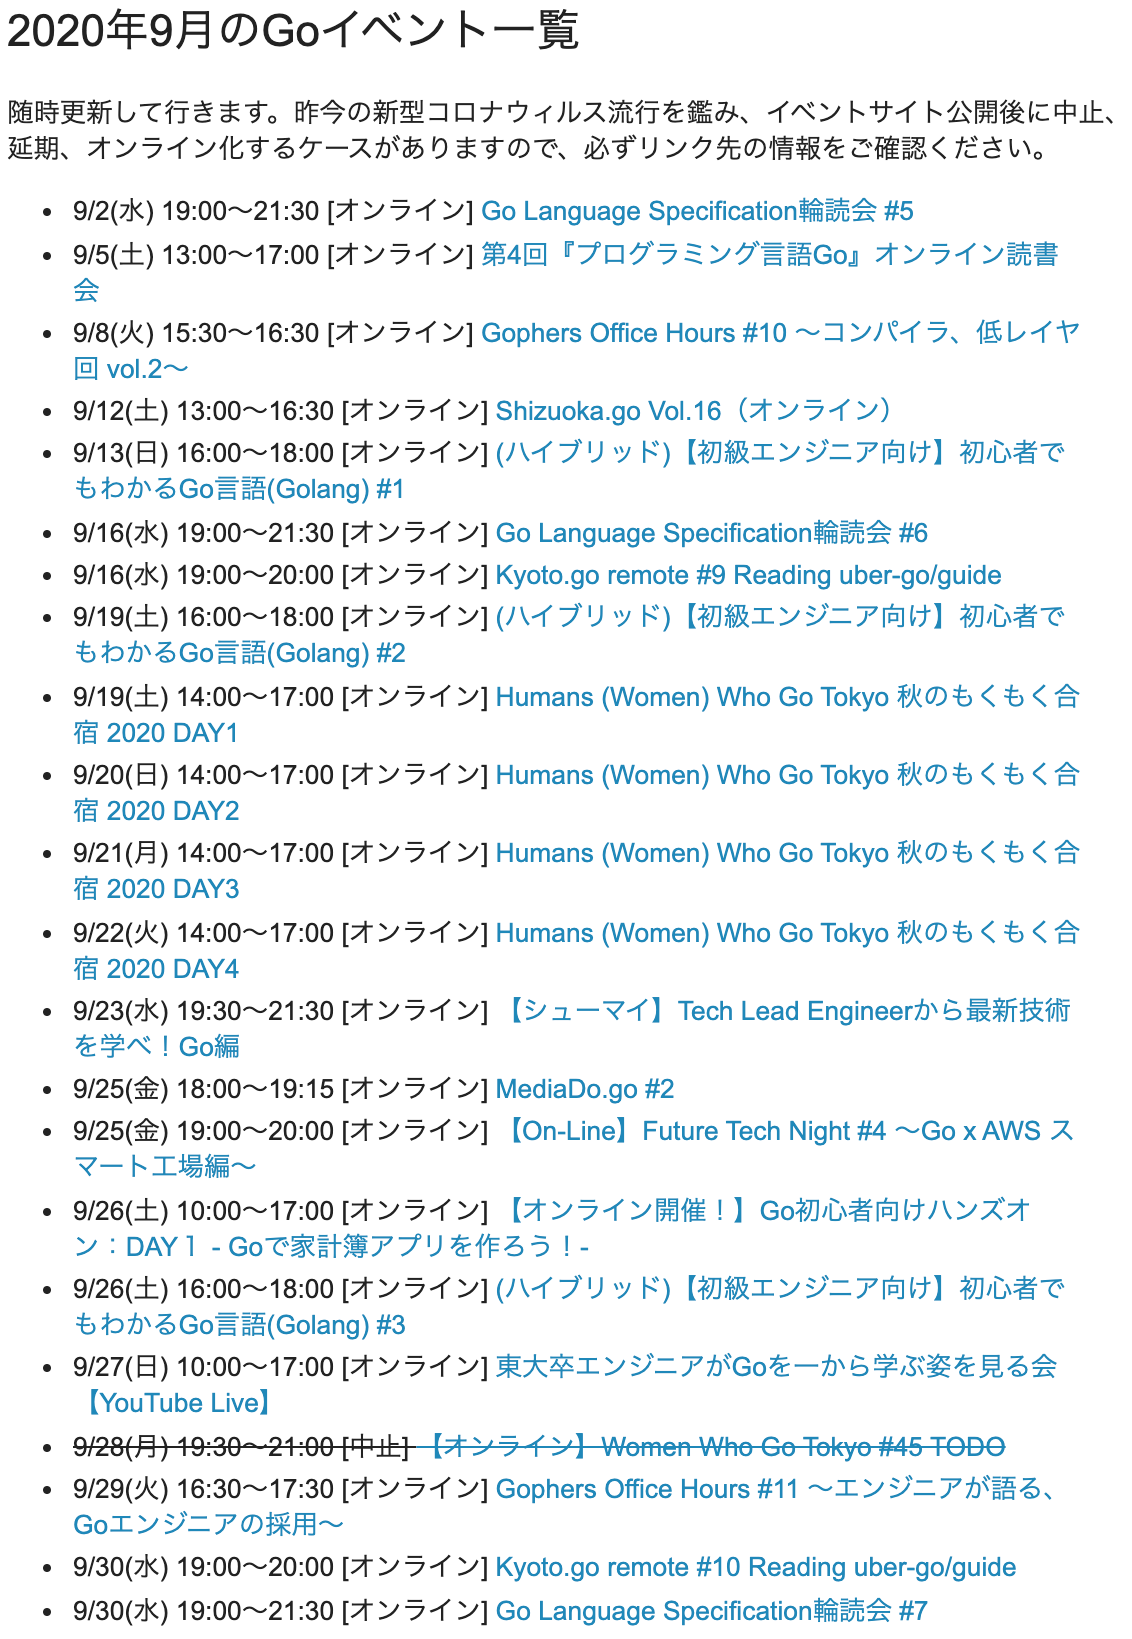 2020年9月のGoイベント一覧
随時更新して行きます。昨今の新型コロナウィルス流行を鑑み、イベントサイト公開後に中止、
延期、オンライン化するケースがありますので、必ずリンク先の情報をご確認ください。
• 9/2(水) 19:00〜21:30 [オンライン] Go Language Specification輪読会 #5
• 9/5(土) 13:00〜17:00 [オンライン] 第4回『プログラミング言語Go』オンライン読書
会
• 9/8(火) 15:30〜16:30 [オンライン] Gophers Office Hours #10 〜コンパイラ、低レイヤ
回 vol.2〜
• 9/12(土) 13:00〜16:30 [オンライン] Shizuoka.go Vol.16（オンライン）
• 9/13(日) 16:00〜18:00 [オンライン] (ハイブリッド)【初級エンジニア向け】初心者で
もわかるGo言語(Golang) #1
• 9/16(水) 19:00〜21:30 [オンライン] Go Language Specification輪読会 #6
• 9/16(水) 19:00〜20:00 [オンライン] Kyoto.go remote #9 Reading uber-go/guide
• 9/19(土) 16:00〜18:00 [オンライン] (ハイブリッド)【初級エンジニア向け】初心者で
もわかるGo言語(Golang) #2
• 9/19(土) 14:00〜17:00 [オンライン] Humans (Women) Who Go Tokyo 秋のもくもく合
宿 2020 DAY1
• 9/20(日) 14:00〜17:00 [オンライン] Humans (Women) Who Go Tokyo 秋のもくもく合
宿 2020 DAY2
• 9/21(月) 14:00〜17:00 [オンライン] Humans (Women) Who Go Tokyo 秋のもくもく合
宿 2020 DAY3
• 9/22(火) 14:00〜17:00 [オンライン] Humans (Women) Who Go Tokyo 秋のもくもく合
宿 2020 DAY4
• 9/23(水) 19:30〜21:30 [オンライン] 【シューマイ】Tech Lead Engineerから最新技術
を学べ！Go編
• 9/25(金) 18:00〜19:15 [オンライン] MediaDo.go #2
• 9/25(金) 19:00〜20:00 [オンライン] 【On-Line】Future Tech Night #4 〜Go x AWS ス
マート工場編〜
• 9/26(土) 10:00〜17:00 [オンライン] 【オンライン開催！】Go初心者向けハンズオ
ン：DAY１ - Goで家計簿アプリを作ろう！-
• 9/26(土) 16:00〜18:00 [オンライン] (ハイブリッド)【初級エンジニア向け】初心者で
もわかるGo言語(Golang) #3
• 9/27(日) 10:00〜17:00 [オンライン] 東大卒エンジニアがGoを一から学ぶ姿を見る会
【YouTube Live】
• 9/28(月) 19:30〜21:00 [中止] 【オンライン】Women Who Go Tokyo #45 TODO
• 9/29(火) 16:30〜17:30 [オンライン] Gophers Office Hours #11 〜エンジニアが語る、
Goエンジニアの採用〜
• 9/30(水) 19:00〜20:00 [オンライン] Kyoto.go remote #10 Reading uber-go/guide
• 9/30(水) 19:00〜21:30 [オンライン] Go Language Specification輪読会 #7